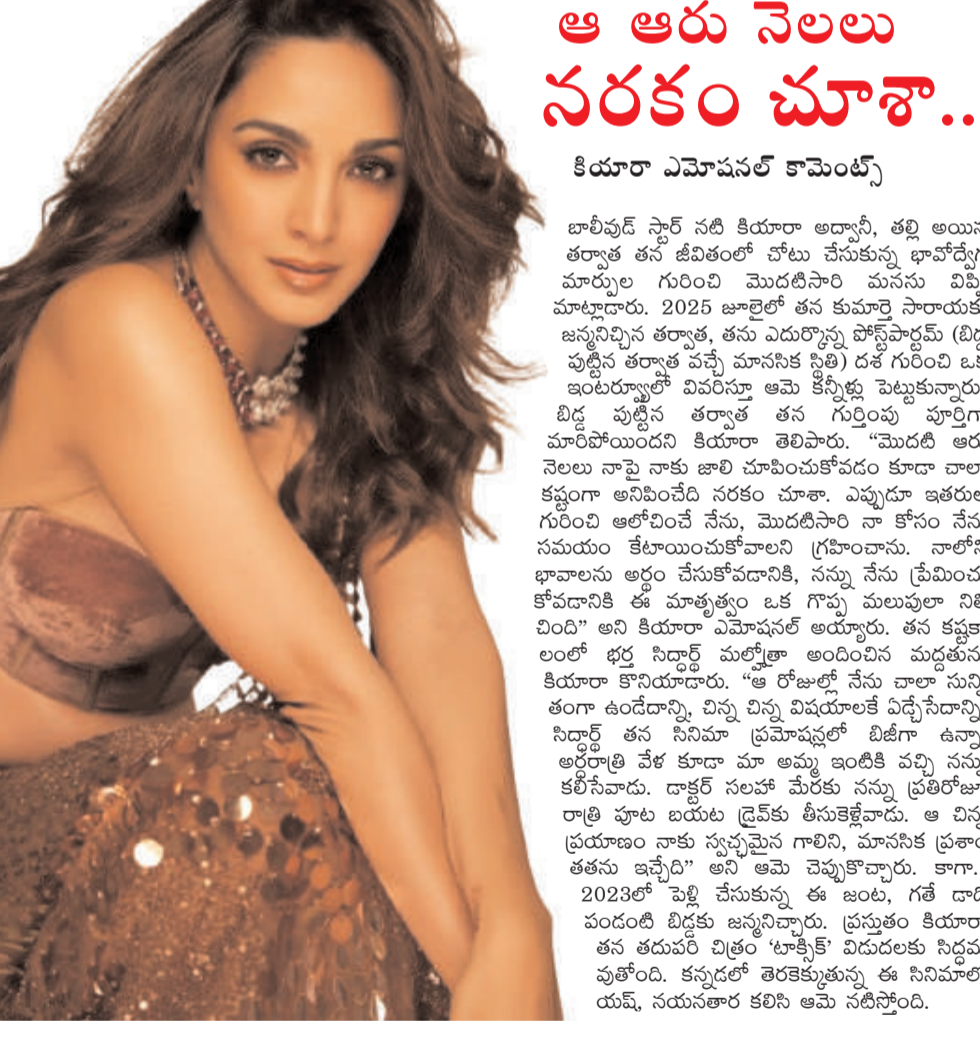 ఆ ఆరు నెలలు
నరకం చూశా..
కియారా ఎమోషనల్ కామెంట్స్
బాలీవుడ్ స్టార్ నటి కియారా అద్వానీ, తల్లి అయిన
తర్వాత తన జీవితంలో చోటు చేసుకున్న భావోద్వేగ
మార్పుల గురించి మొదటిసారి మనసు విప్పి
మాట్లాడారు. 2025 జూలైలో తన కుమార్తె సారాయకు
జన్మనిచ్చిన తర్వాత, తను ఎదుర్కొన్న పోస్ట్‌పార్టమ్ (బిడ్డ
పుట్టిన తర్వాత వచ్చే మానసిక స్థితి) దశ గురించి ఒక
ఇంటర్వ్యూలో వివరిస్తూ ఆమె కన్నీళ్లు పెట్టుకున్నారు
బిడ్డ పుట్టిన తర్వాత తన గుర్తింపు పూర్తిగా
మారిపోయిందని కియారా తెలిపారు. “మొదటి ఆరు
నెలలు నాపై నాకు జాలి చూపించుకోవడం కూడా చాలా
కష్టంగా అనిపించేది నరకం చూశా. ఎప్పుడూ ఇతరుల
గురించి ఆలోచించే నేను, మొదటిసారి నా కోసం నేను
సమయం కేటాయించుకోవాలని గ్రహించాను. నాలోని
భావాలను అర్థం చేసుకోవడానికి, నన్ను నేను ప్రేమించు
కోవడానికి ఈ మాతృత్వం ఒక గొప్ప మలుపులా నిలి
చింది” అని కియారా ఎమోషనల్ అయ్యారు. తన కష్టకా
లంలో భర్త సిద్ధార్థ్ మల్హోత్రా అందించిన మద్దతును
కియారా కొనియాడారు. “ఆ రోజుల్లో నేను చాలా సున్ని
తంగా ఉండేదాన్ని, చిన్న చిన్న విషయాలకే ఏడ్చేసేదాన్ని
సిద్ధార్థ్ తన సినిమా ప్రమోషన్లలో బిజీగా ఉన్నా
అర్ధరాత్రి వేళ కూడా మా అమ్మ ఇంటికి వచ్చి నన్ను
కలిసేవాడు. డాక్టర్ సలహా మేరకు నన్ను ప్రతిరోజూ
రాత్రి పూట బయట డ్రైవ్‌కు తీసుకెళ్లేవాడు. ఆ చిన్న
ప్రయాణం నాకు స్వచ్ఛమైన గాలిని, మానసిక ప్రశాం
తతను ఇచ్చేది” అని ఆమె చెప్పుకొచ్చారు. కాగా.
2023లో పెళ్లి చేసుకున్న ఈ జంట, గతే డాది
పండంటి బిడ్డకు జన్మనిచ్చారు. ప్రస్తుతం కియారా
తన తదుపరి చిత్రం ‘టాక్సిక్’ విడుదలకు సిద్ధమ
వుతోంది. కన్నడలో తెరకెక్కుతున్న ఈ సినిమాలో
యష్, నయనతార కలిసి ఆమె నటిస్తోంది.